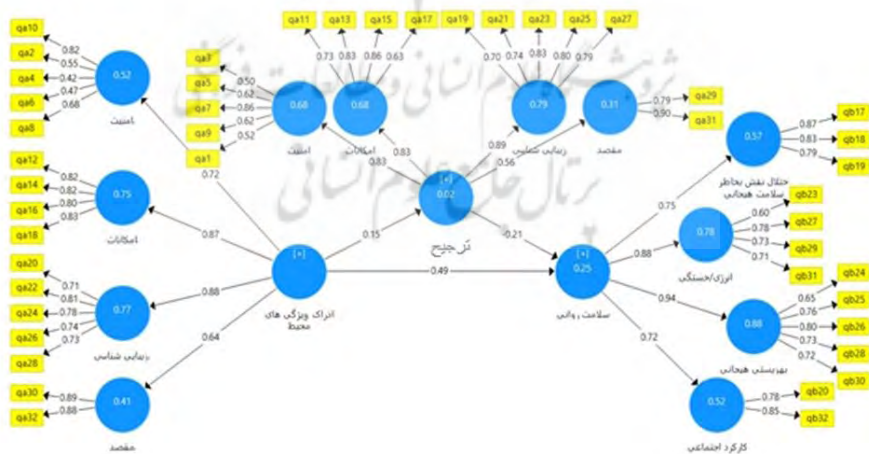 qa10
qa2
qa4
qa6
qa8
0.82
0.55
0.42
0.47
0.68
0.52
امنیت
qa3
qa5
qa7
qa9
qa1
0.50
0.62
0.86
0.62
0.52
0.68
امنیت
qa11
qa13
qa15
qa17
0.73
0.83
0.86
0.63
0.68
امکانات
qa19
qa21
qa23
qa25
qa27
0.70
0.74
0.83
0.80
0.79
0.79
زیبایی شناسی
0.31
مقصد
0.79
0.90
qa29
qa31
پژوهشگاه علوم انسانی و مطالعات فرهنگی
پرتال جامع علوم انسانی
0.72
0.83
0.83
0.89
0.56
[+]
0.02
ترجیح
qa12
qa14
qa16
qa18
0.82
0.82
0.80
0.83
0.75
امکانات
0.87
0.15
-0.21
0.49
[+]
ادراک ویژگی های
محیط
[+]
0.25
سلامت روانی
qa20
qa22
qa24
qa26
qa28
0.71
0.81
0.78
0.74
0.73
0.77
زیبایی شناسی
0.88
0.64
qa30
qa32
0.89
0.88
0.41
مقصد
0.75
0.88
0.94
0.72
0.57
اختلال نقش بخاطر
سلامت هیجانی
0.87
0.83
0.79
qb17
qb18
qb19
0.78
انرژی/خستگی
0.60
0.78
0.73
0.71
qb23
qb27
qb29
qb31
0.88
بهزیستی هیجانی
0.65
0.76
0.80
0.73
0.72
qb24
qb25
qb26
qb28
qb30
0.52
کارکرد اجتماعی
0.78
0.85
qb20
qb32